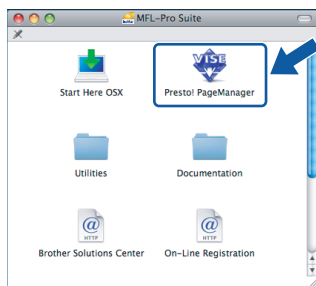 MFL-Pro Suite
VISE
Start Here OSX
Presto! PageManager
Utilities
Documentation
@
HTTP
@
HTTP
Brother Solutions Center
On-Line Registration